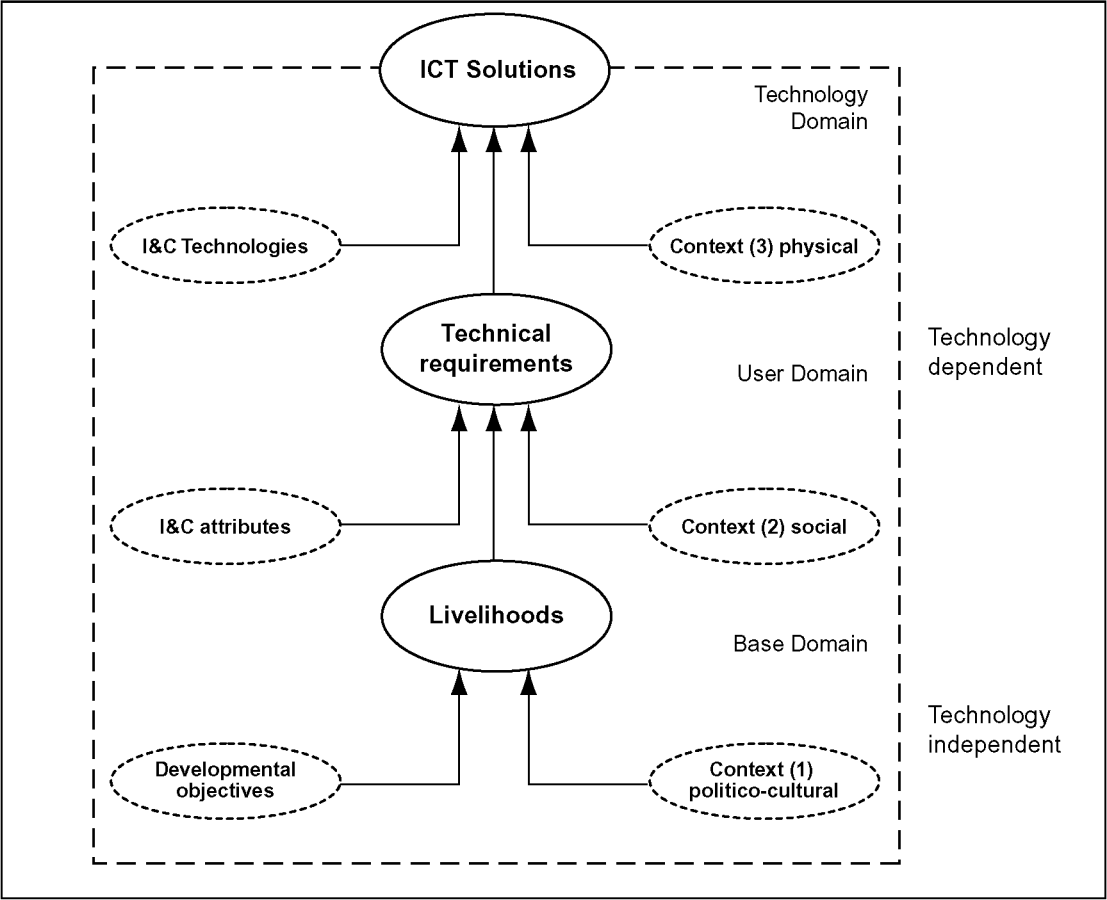 ICT Solutions
Technology
Domain
I&C Technologies
Context (3) physical
Technical
requirements
Technology
dependent
User Domain
I&C attributes
Context (2) social
Livelihoods
Base Domain
Technology
independent
Developmental
objectives
Context (1)
politico-cultural